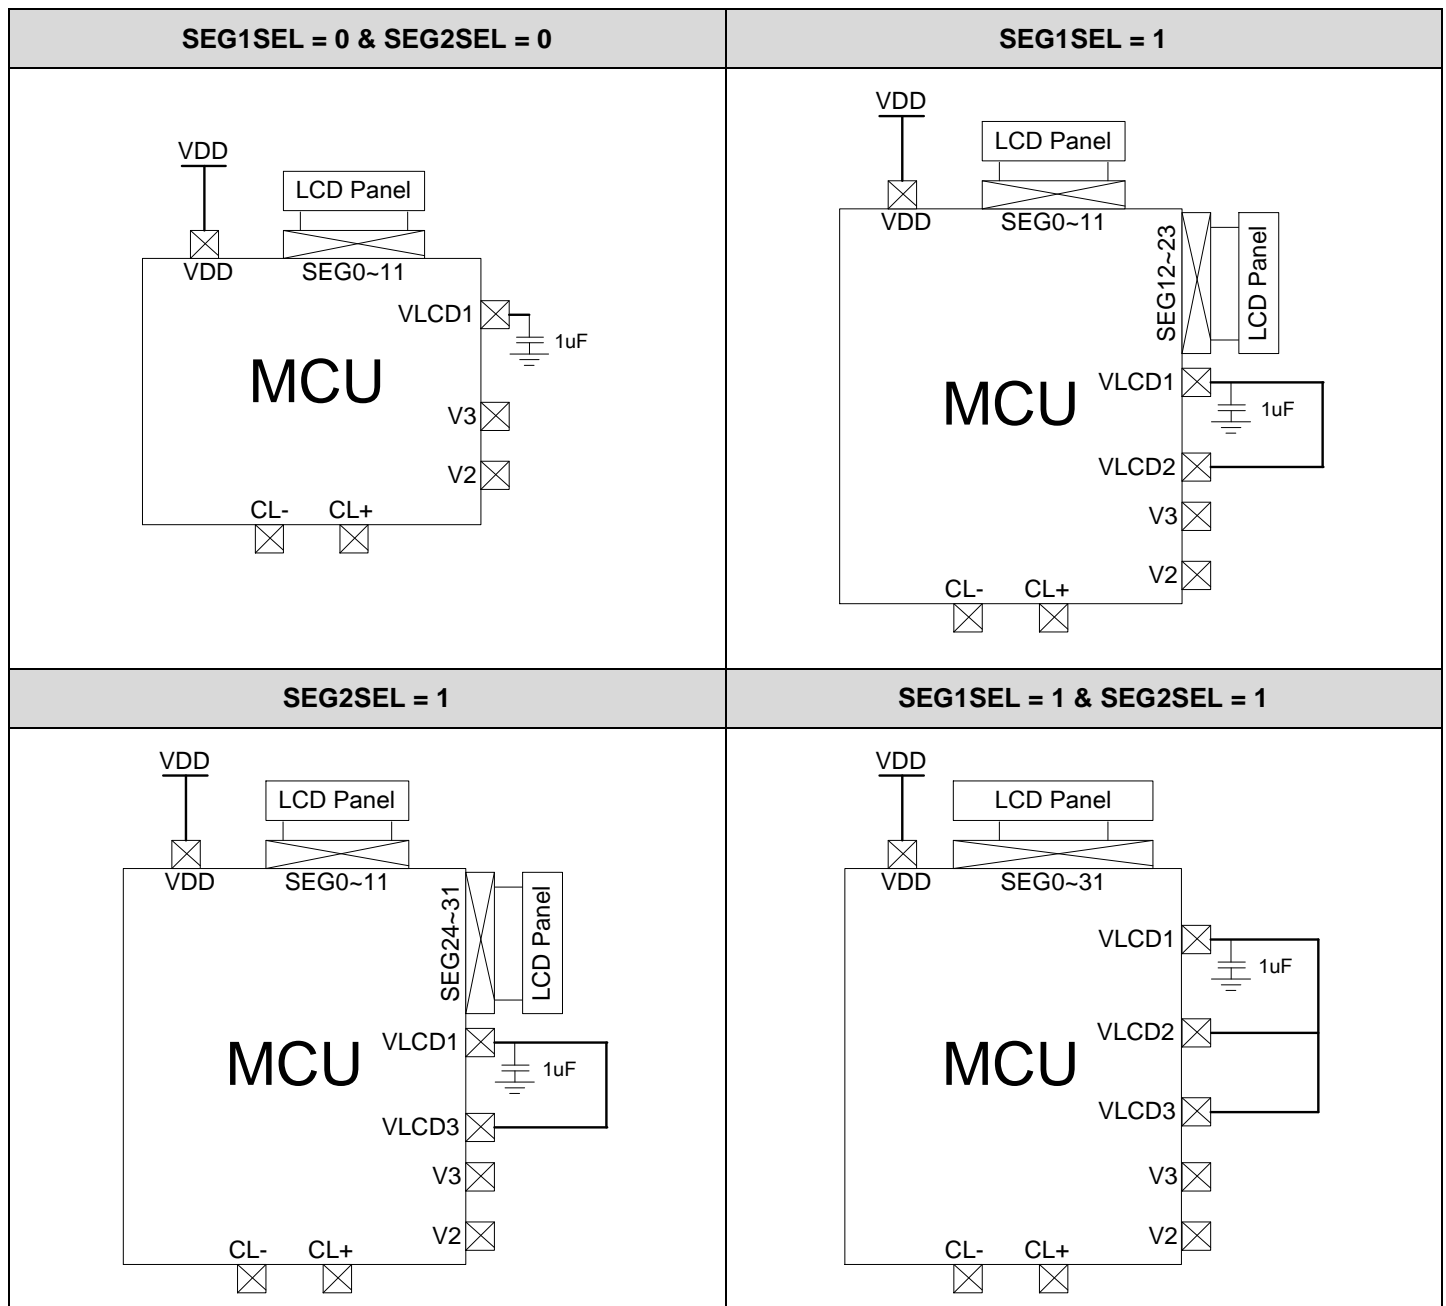 SEG1SEL = 0 & SEG2SEL = 0
VDD
LCD Panel
VDD
SEG0~11
VLCD1
1uF
MCU
V3
V2
CL-
CL+
SEG1SEL = 1
VDD
LCD Panel
VDD
SEG0~11
SEG12~23
LCD Panel
VLCD1
1uF
MCU
VLCD2
V3
V2
CL-
CL+
SEG2SEL = 1
VDD
LCD Panel
VDD
SEG0~11
SEG24~31
LCD Panel
VLCD1
1uF
MCU
VLCD3
V3
V2
CL-
CL+
SEG1SEL = 1 & SEG2SEL = 1
VDD
LCD Panel
VDD
SEG0~31
VLCD1
1uF
VLCD2
MCU
VLCD3
V3
V2
CL-
CL+